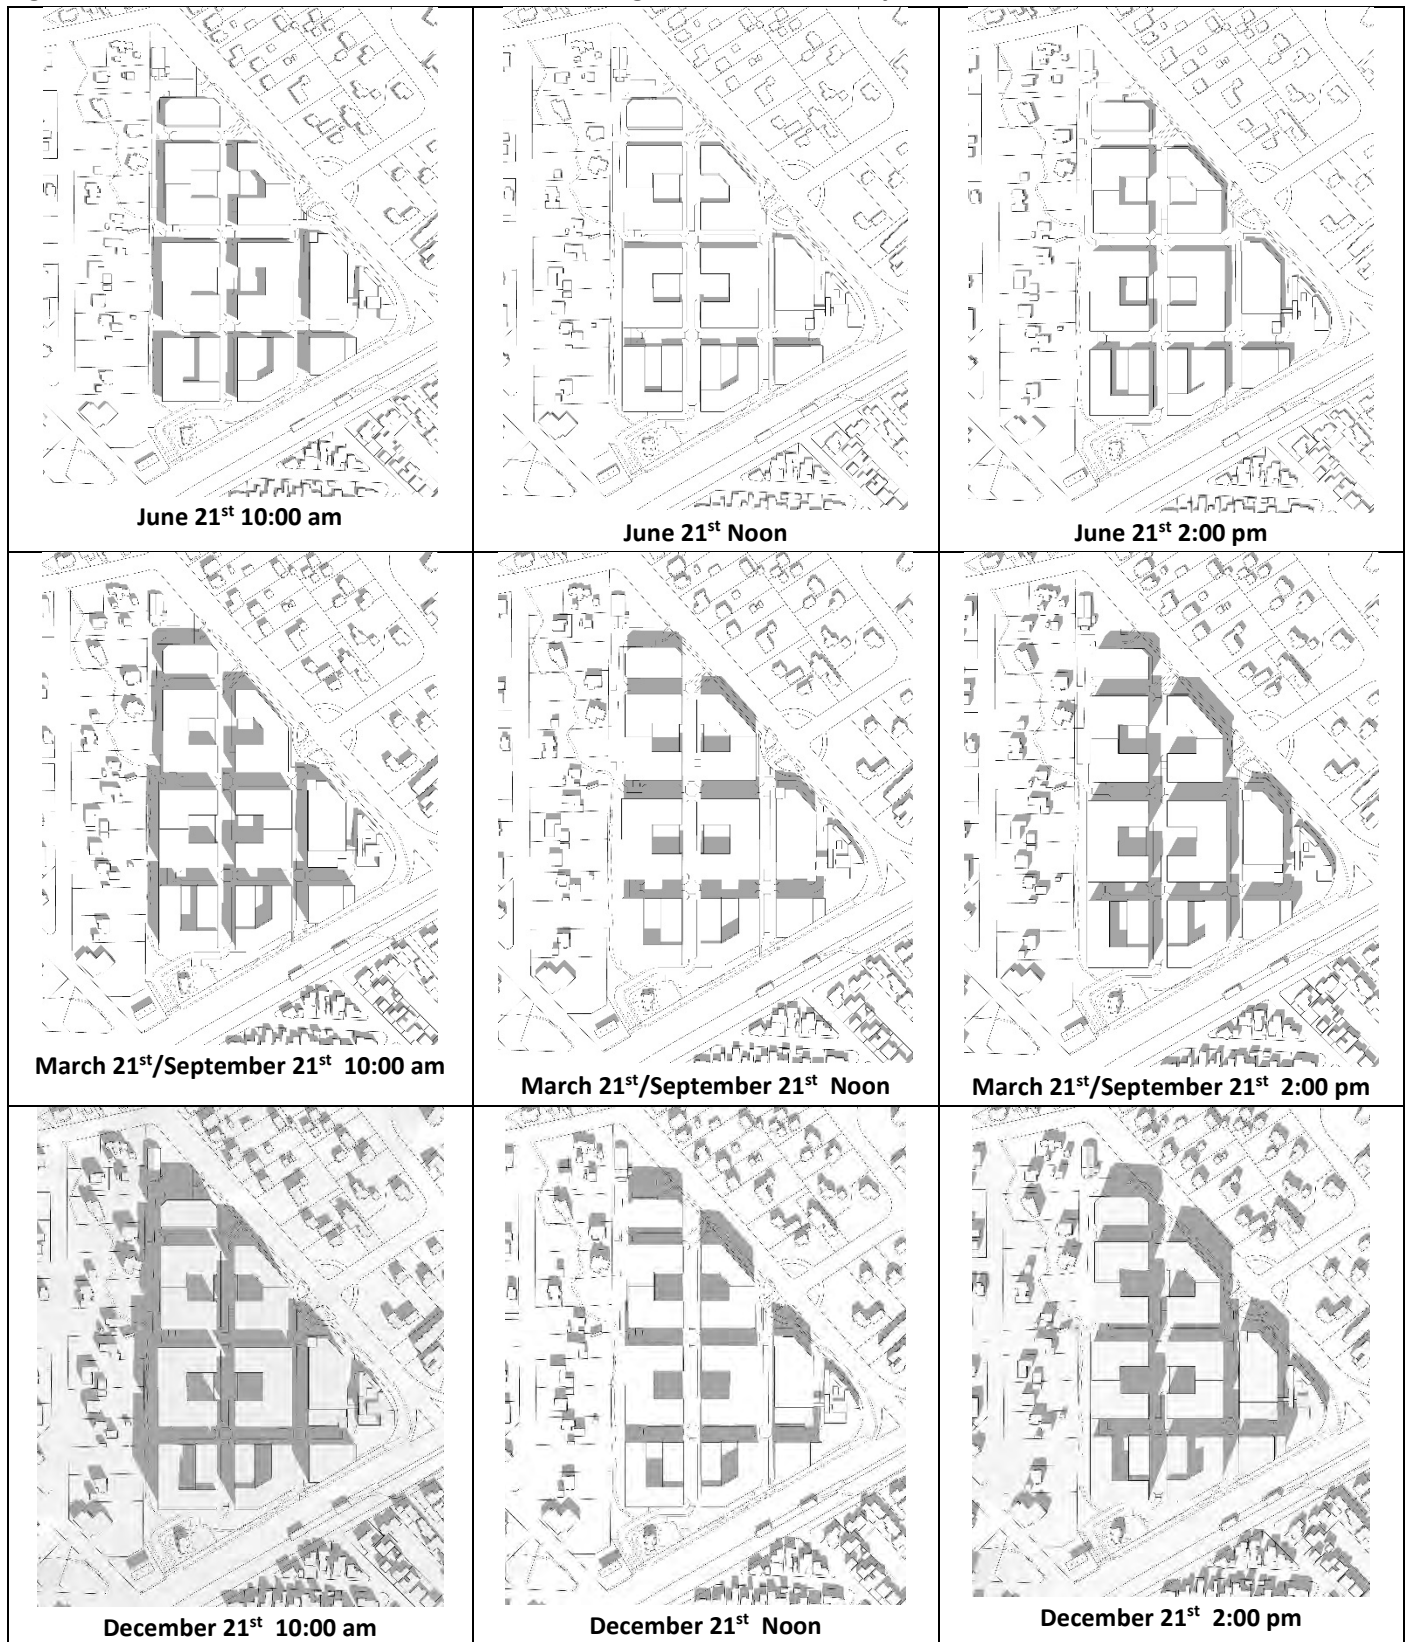 June 21st 10:00 am
June 21st Noon
June 21st 2:00 pm
March 21st/September 21st 10:00 am
March 21st/September 21st Noon
March 21st/September 21st 2:00 pm
December 21st 10:00 am
December 21st Noon
December 21st 2:00 pm